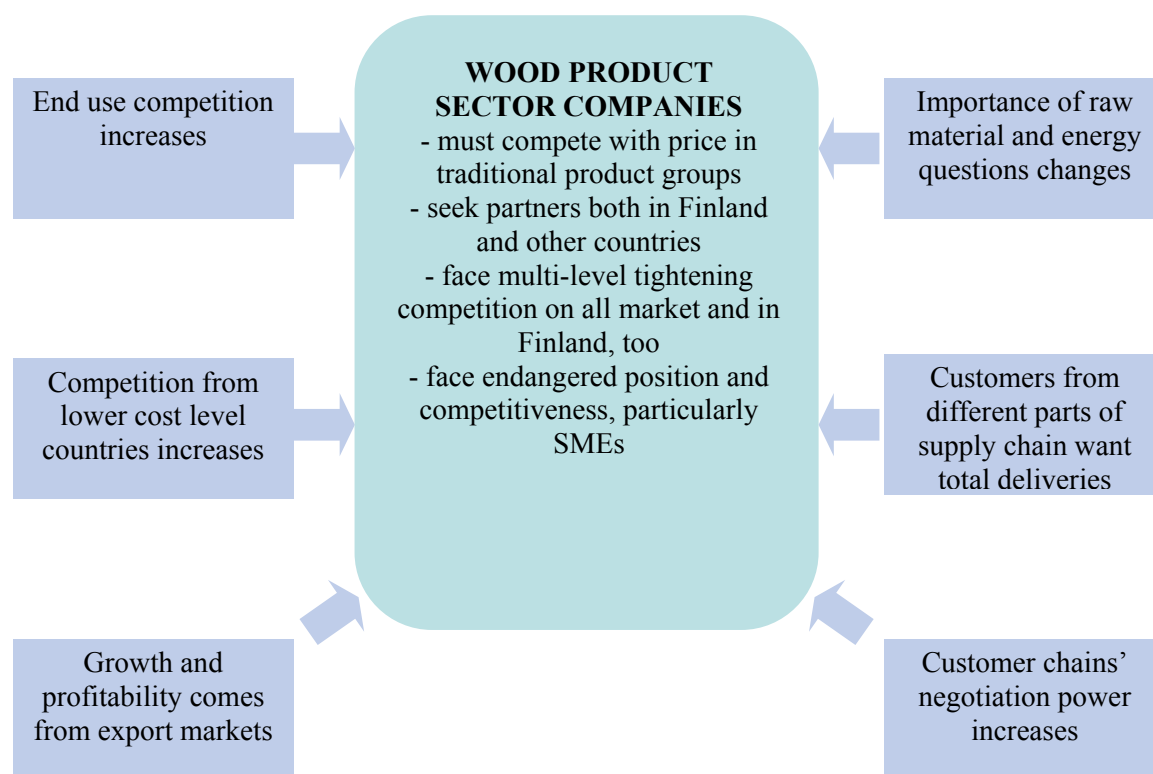 End use competition
increases
Competition from
lower cost level
countries increases
Growth and
profitability comes
from export markets
WOOD PRODUCT
SECTOR COMPANIES
- must compete with price in
traditional product groups
- seek partners both in Finland
and other countries
- face multi-level tightening
competition on all market and in
Finland, too
- face endangered position and
competitiveness, particularly
SMEs
Importance of raw
material and energy
questions changes
Customers from
different parts of
supply chain want
total deliveries
Customer chains’
negotiation power
increases